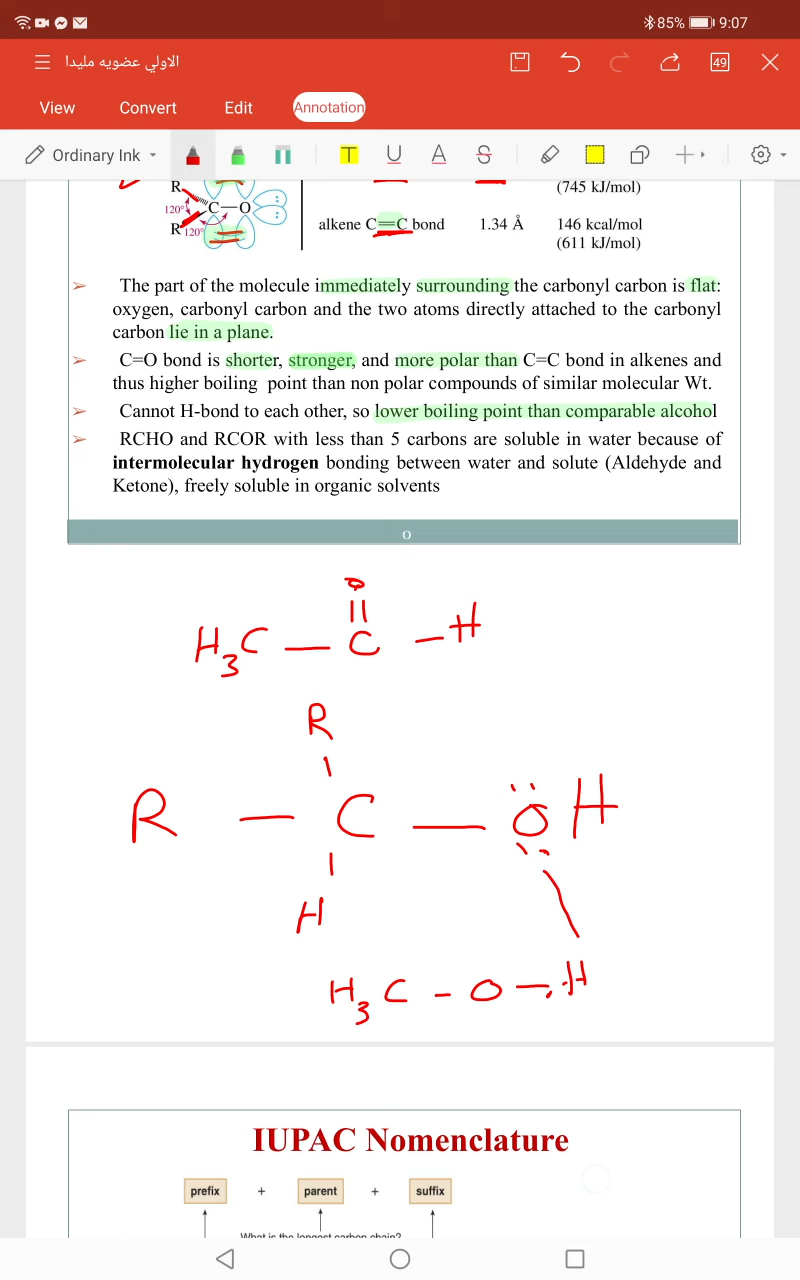 85% 9:07
الاولي عضويه مليدا
49
View Convert Edit Annotation
Ordinary Ink
T U A S
(745 kJ/mol)
R
120°
C—O
R 120°
alkene C=C bond 1.34 Å 146 kcal/mol
(611 kJ/mol)
➢ The part of the molecule immediately surrounding the carbonyl carbon is flat:
oxygen, carbonyl carbon and the two atoms directly attached to the carbonyl
carbon lie in a plane.
➢ C=O bond is shorter, stronger, and more polar than C=C bond in alkenes and
thus higher boiling point than non polar compounds of similar molecular Wt.
➢ Cannot H-bond to each other, so lower boiling point than comparable alcohol
➢ RCHO and RCOR with less than 5 carbons are soluble in water because of
intermolecular hydrogen bonding between water and solute (Aldehyde and
Ketone), freely soluble in organic solvents
O
O
H3C — C — H
R
R — C — OH
H
H3C - O — H
IUPAC Nomenclature
prefix + parent + suffix
What is the longest carbon chain?